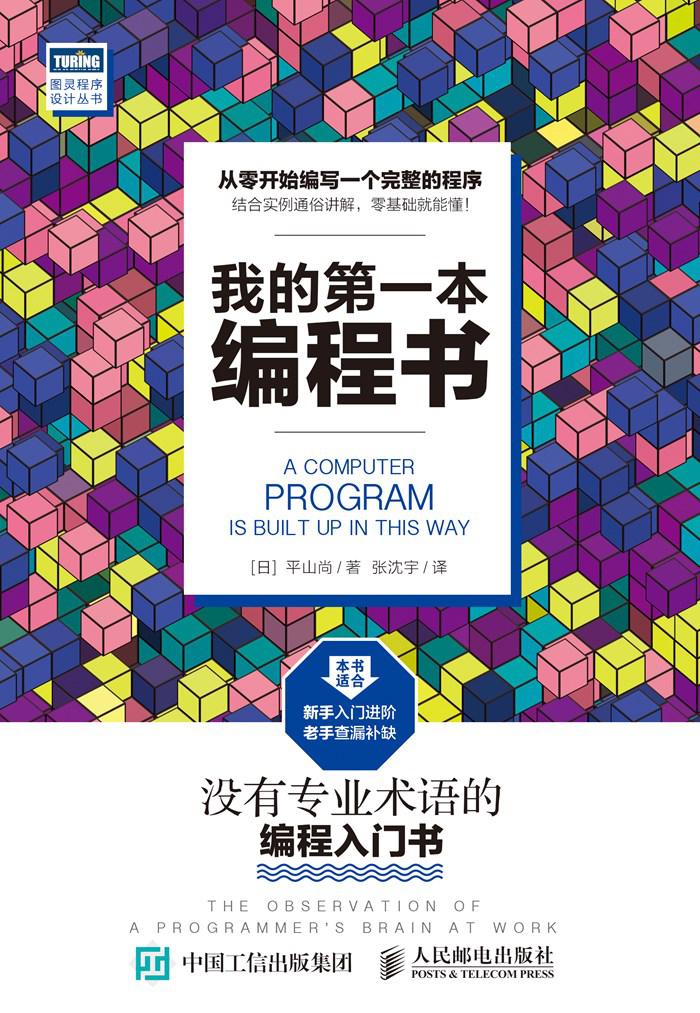 TURING
图灵程序
设计丛书
从零开始编写一个完整的程序
结合实例通俗讲解，零基础就能懂！
我的第一本
编程书
A COMPUTER
PROGRAM
IS BUILT UP IN THIS WAY
[日] 平山尚 / 著 张沈宇 / 译
本书
适合
新手入门进阶
老手查漏补缺
没有专业术语的
编程入门书
THE OBSERVATION OF
A PROGRAMMER'S BRAIN AT WORK
中国工信出版集团
人民邮电出版社
POSTS & TELECOM PRESS